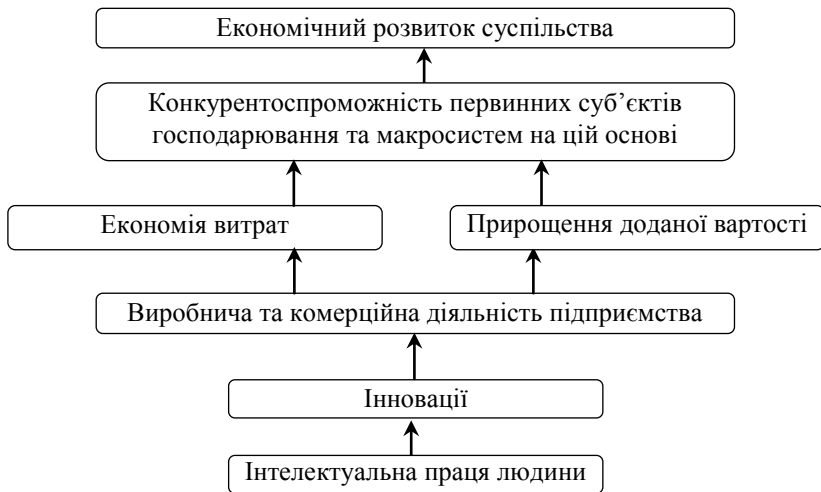 Економічний розвиток суспільства
Конкурентоспроможність первинних суб’єктів
господарювання та макросистем на цій основі
Економія витрат
Прирощення доданої вартості
Виробнича та комерційна діяльність підприємства
Інновації
Інтелектуальна праця людини